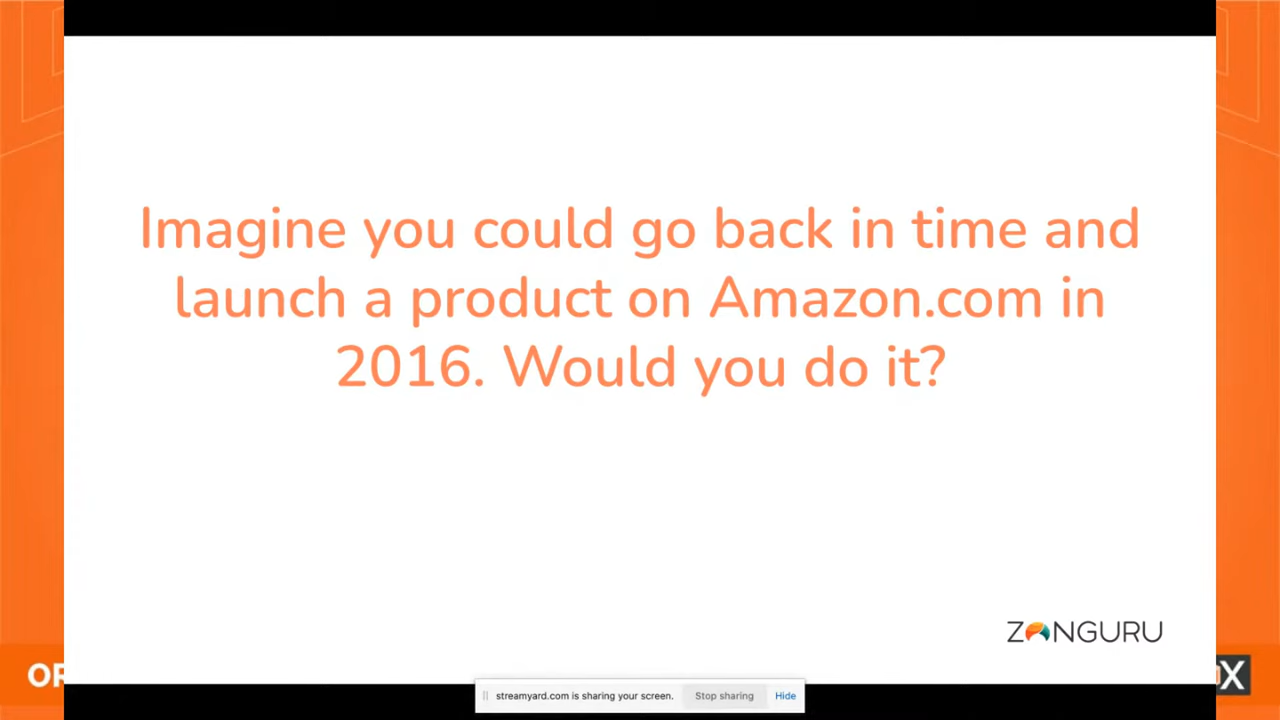 Imagine you could go back in time and
launch a product on Amazon.com in
2016. Would you do it?
ZONGURU
OR
X
streamyard.com is sharing your screen. Stop sharing Hide